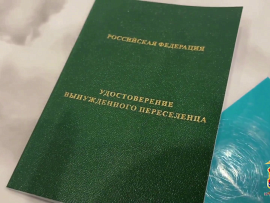 РОССИЙСКАЯ ФЕДЕРАЦИЯ
УДОСТОВЕРЕНИЕ
ВЫНУЖДЕННОГО ПЕРЕСЕЛЕНЦА